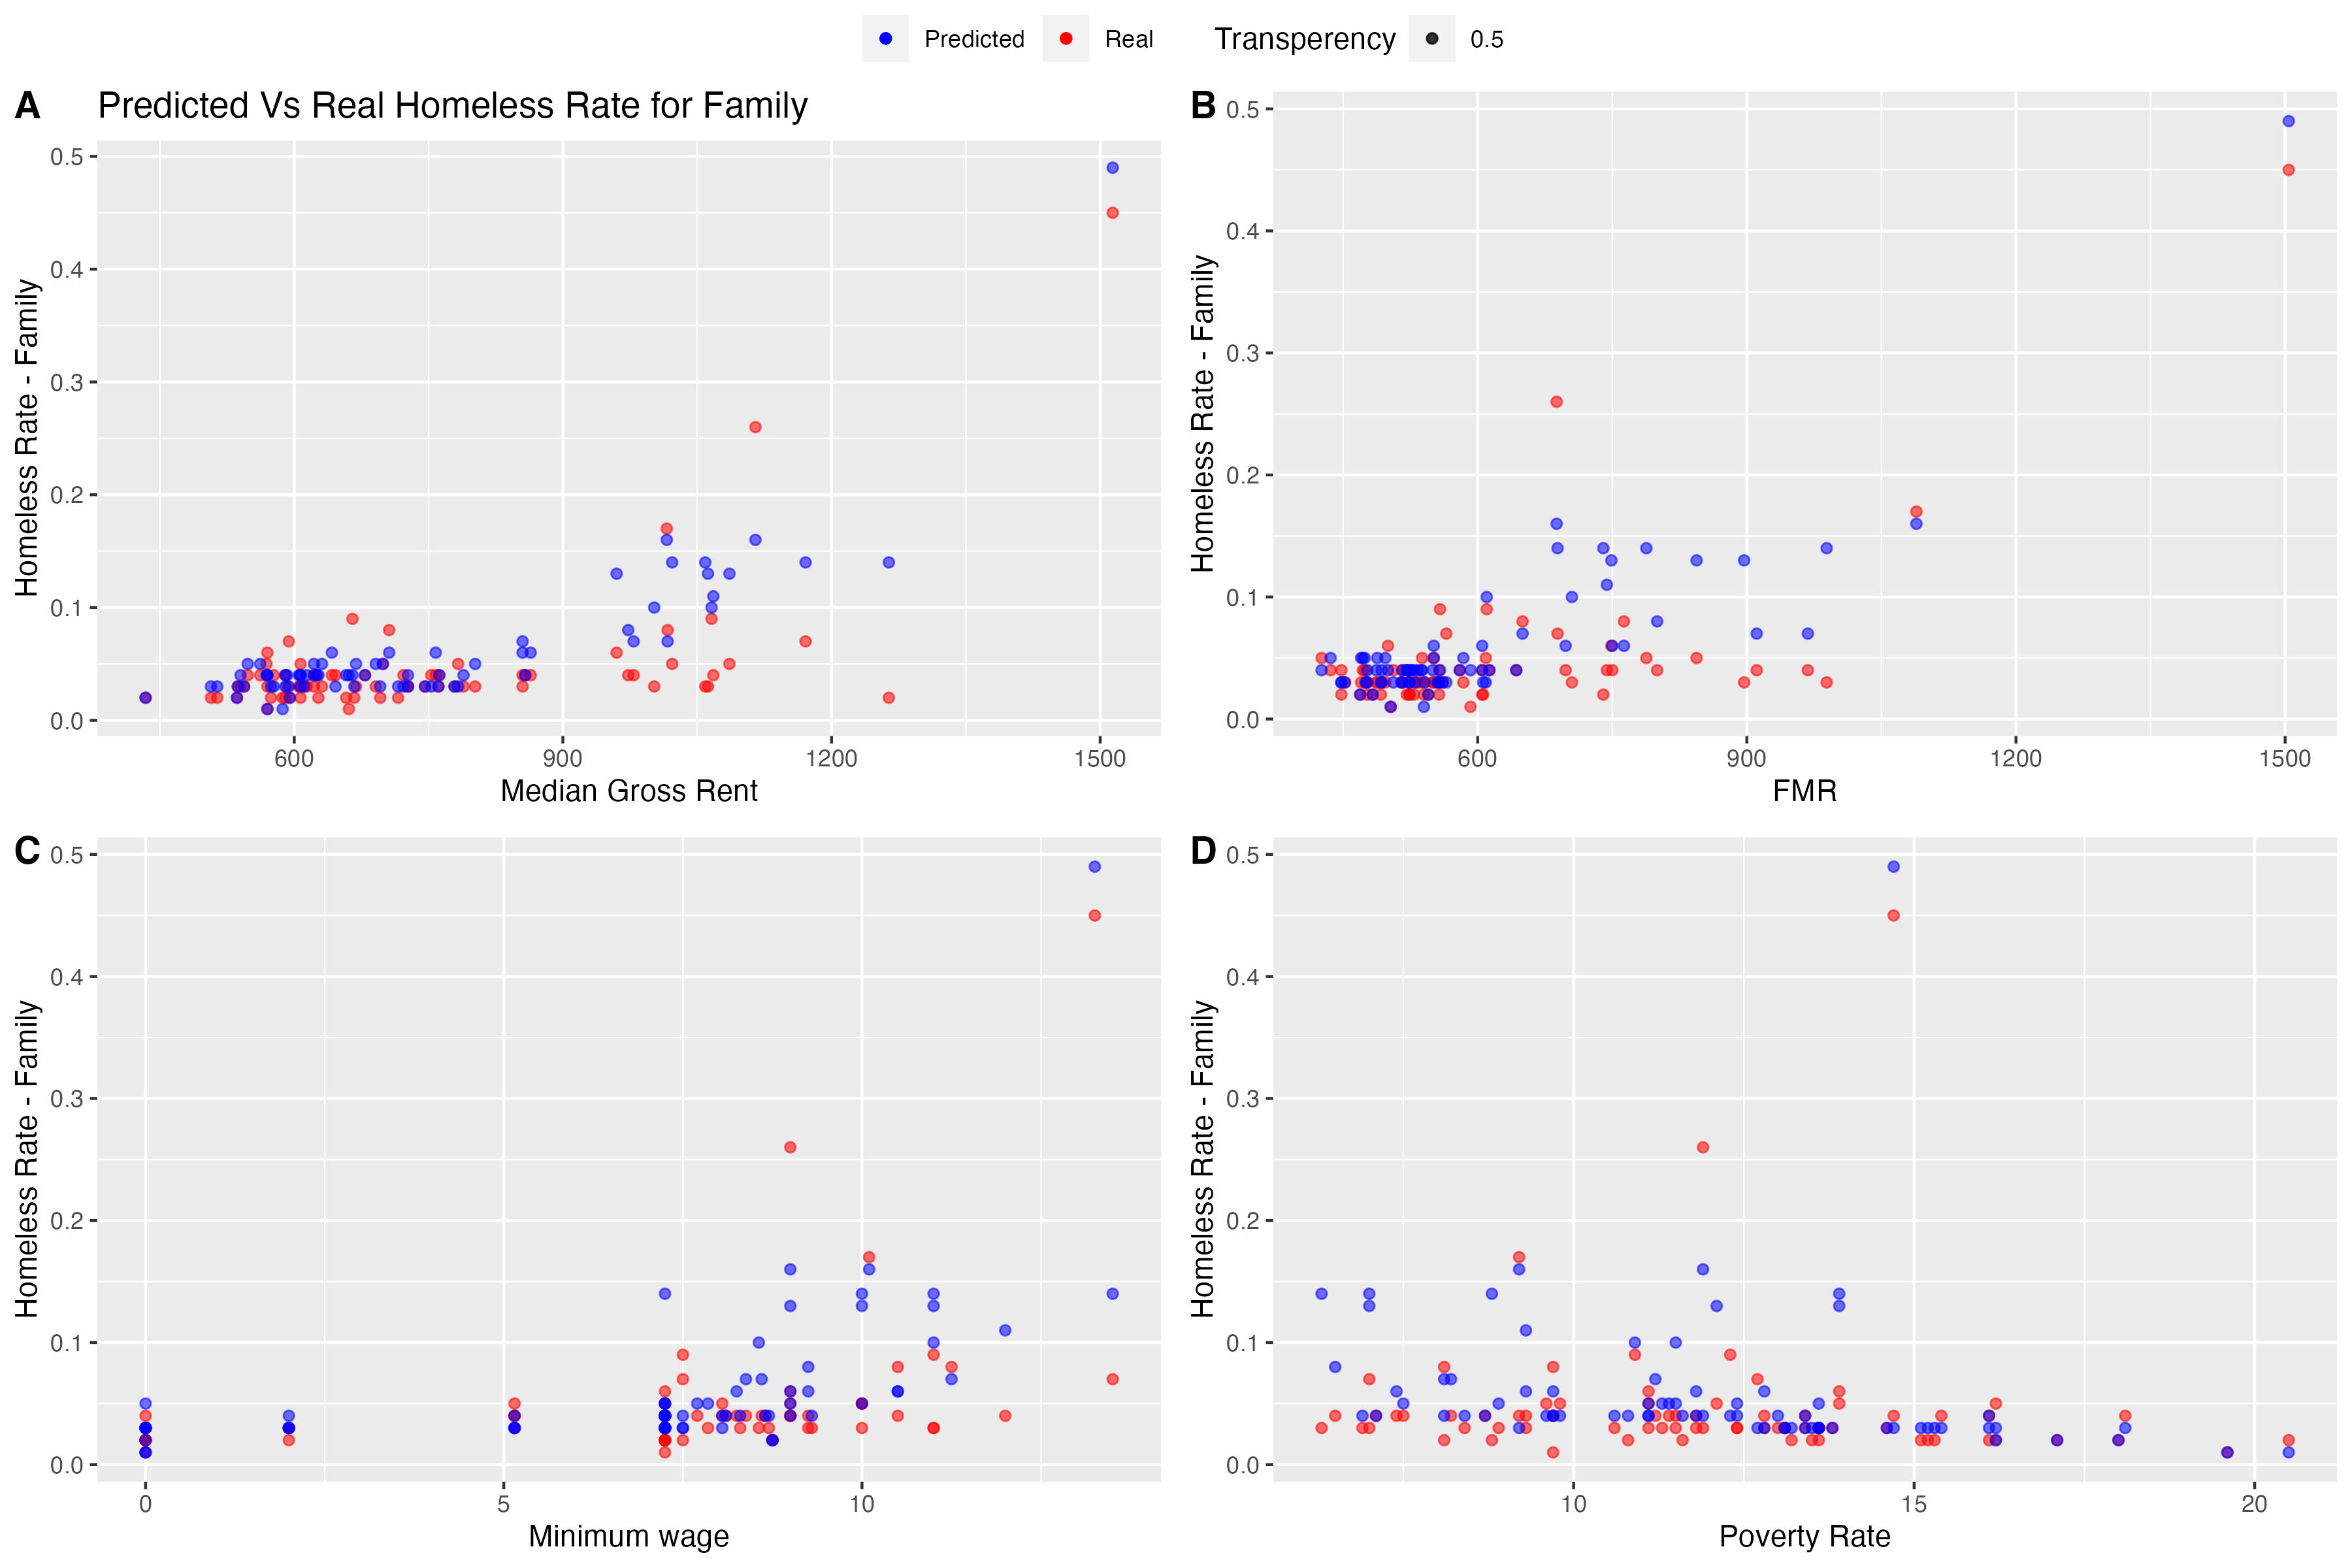 Predicted Real Transperency 0.5
A Predicted Vs Real Homeless Rate for Family
0.5
0.4
0.3
0.2
0.1
0.0
Homeless Rate - Family
600 900 1200 1500
Median Gross Rent
B
0.5
0.4
0.3
0.2
0.1
0.0
Homeless Rate - Family
600 900 1200 1500
FMR
C
0.5
0.4
0.3
0.2
0.1
0.0
Homeless Rate - Family
0 5 10
Minimum wage
D
0.5
0.4
0.3
0.2
0.1
0.0
Homeless Rate - Family
10 15 20
Poverty Rate